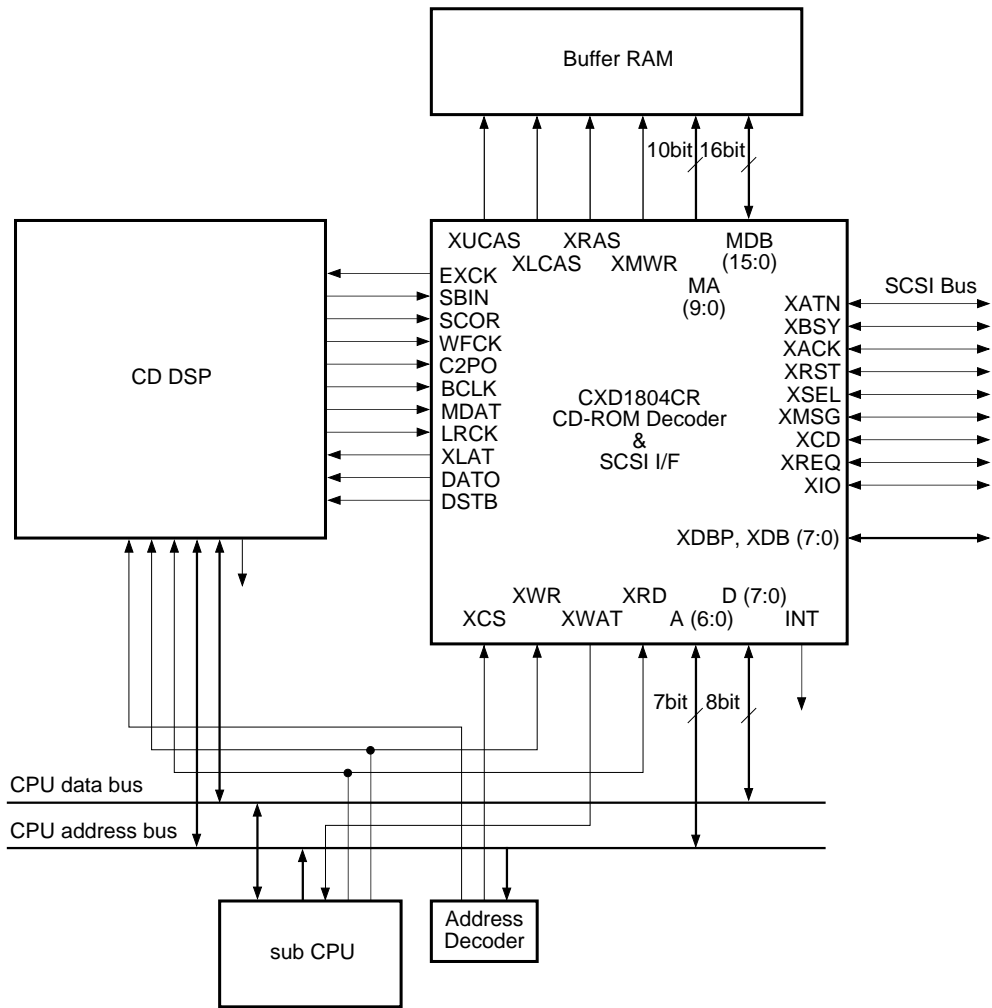 Buffer RAM
10bit 16bit
XUCAS XRAS MDB
XLCAS XMWR (15:0)
MA
(9:0)
EXCK
SBIN
SCOR
WFCK
C2PO
BCLK
MDAT
LRCK
XLAT
DATO
DSTB
CD DSP
CXD1804CR
CD-ROM Decoder
&
SCSI I/F
SCSI Bus
XATN
XBSY
XACK
XRST
XSEL
XMSG
XCD
XREQ
XIO
XDBP, XDB (7:0)
XWR XRD D (7:0)
XCS XWAT A (6:0) INT
7bit 8bit
CPU data bus
CPU address bus
sub CPU
Address
Decoder